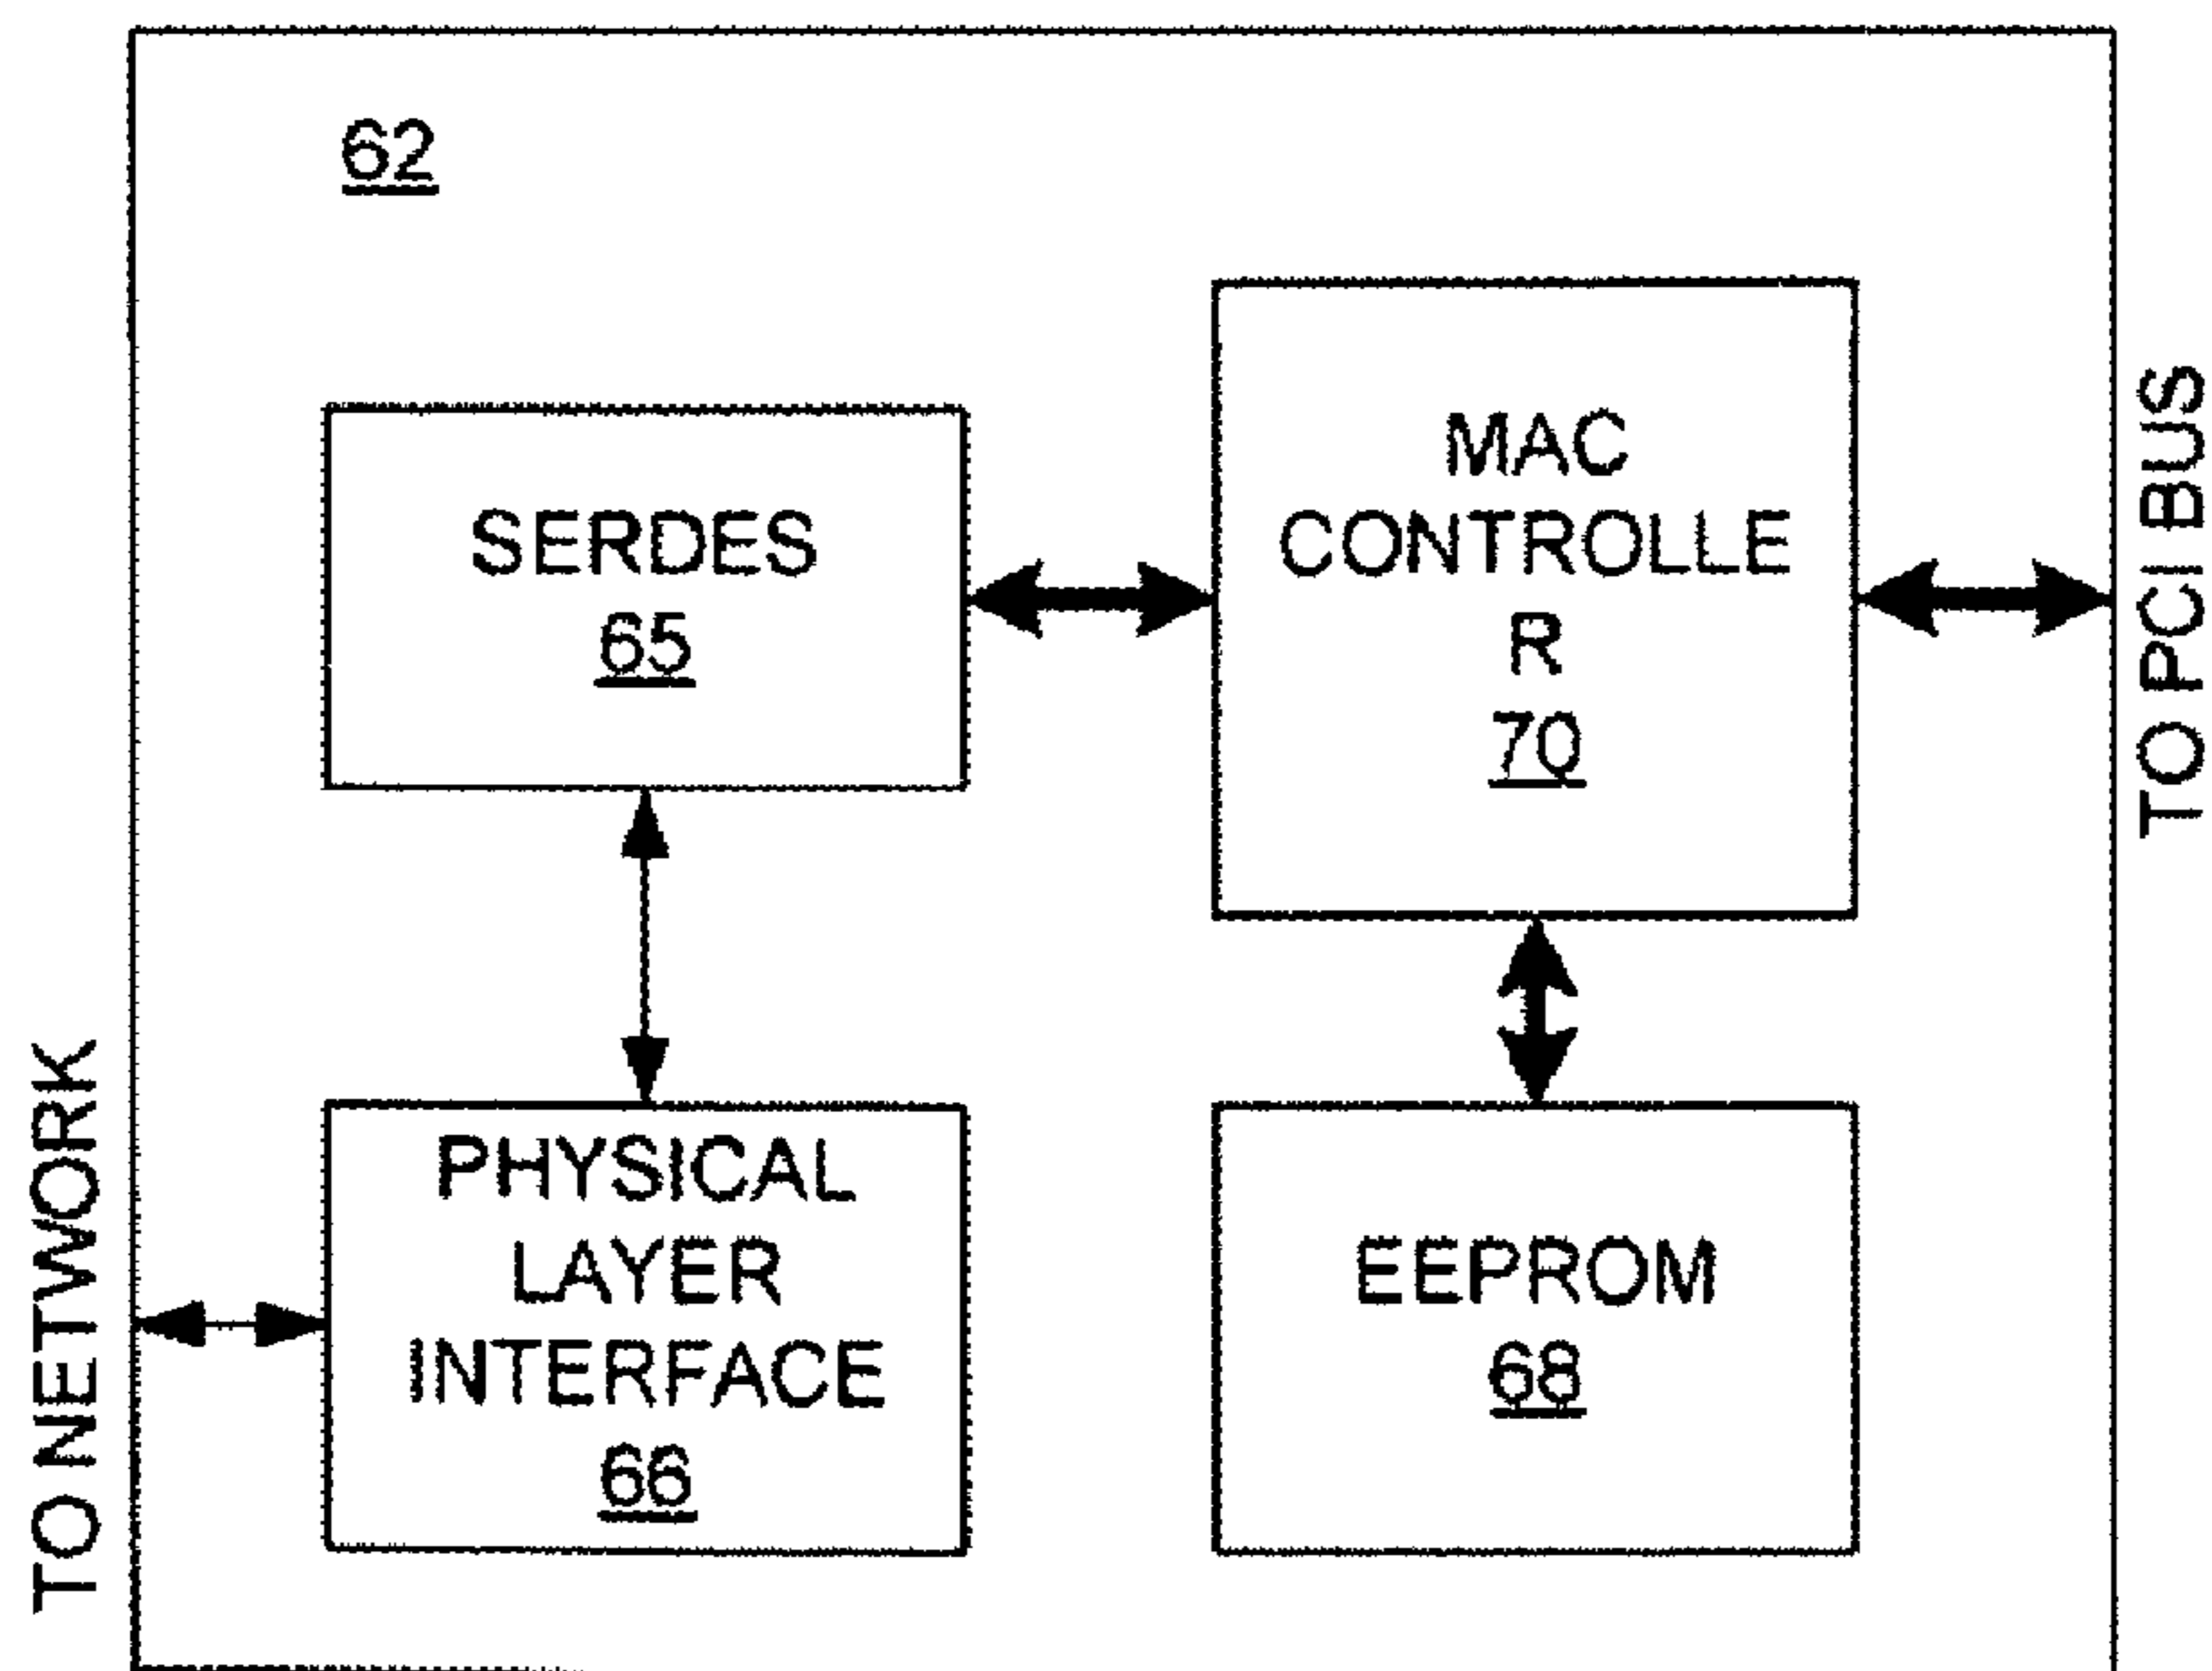 62
SERDES
65
MAC
CONTROLLE
R
70
TO PCI BUS
PHYSICAL
LAYER
INTERFACE
66
EEPROM
68
TO NETWORK